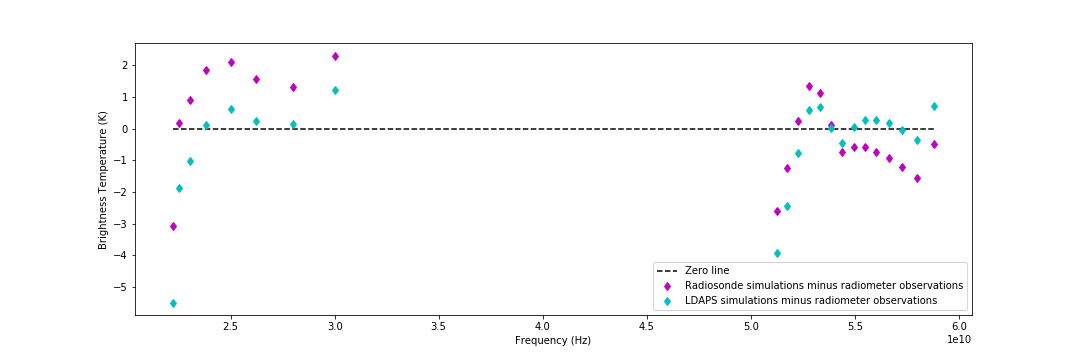 2
1
0
−1
−2
−3
−4
−5
Brightness Temperature (K)
2.5 3.0 3.5 4.0 4.5 5.0 5.5 6.0
1e10
Frequency (Hz)
Zero line
Radiosonde simulations minus radiometer observations
LDAPS simulations minus radiometer observations